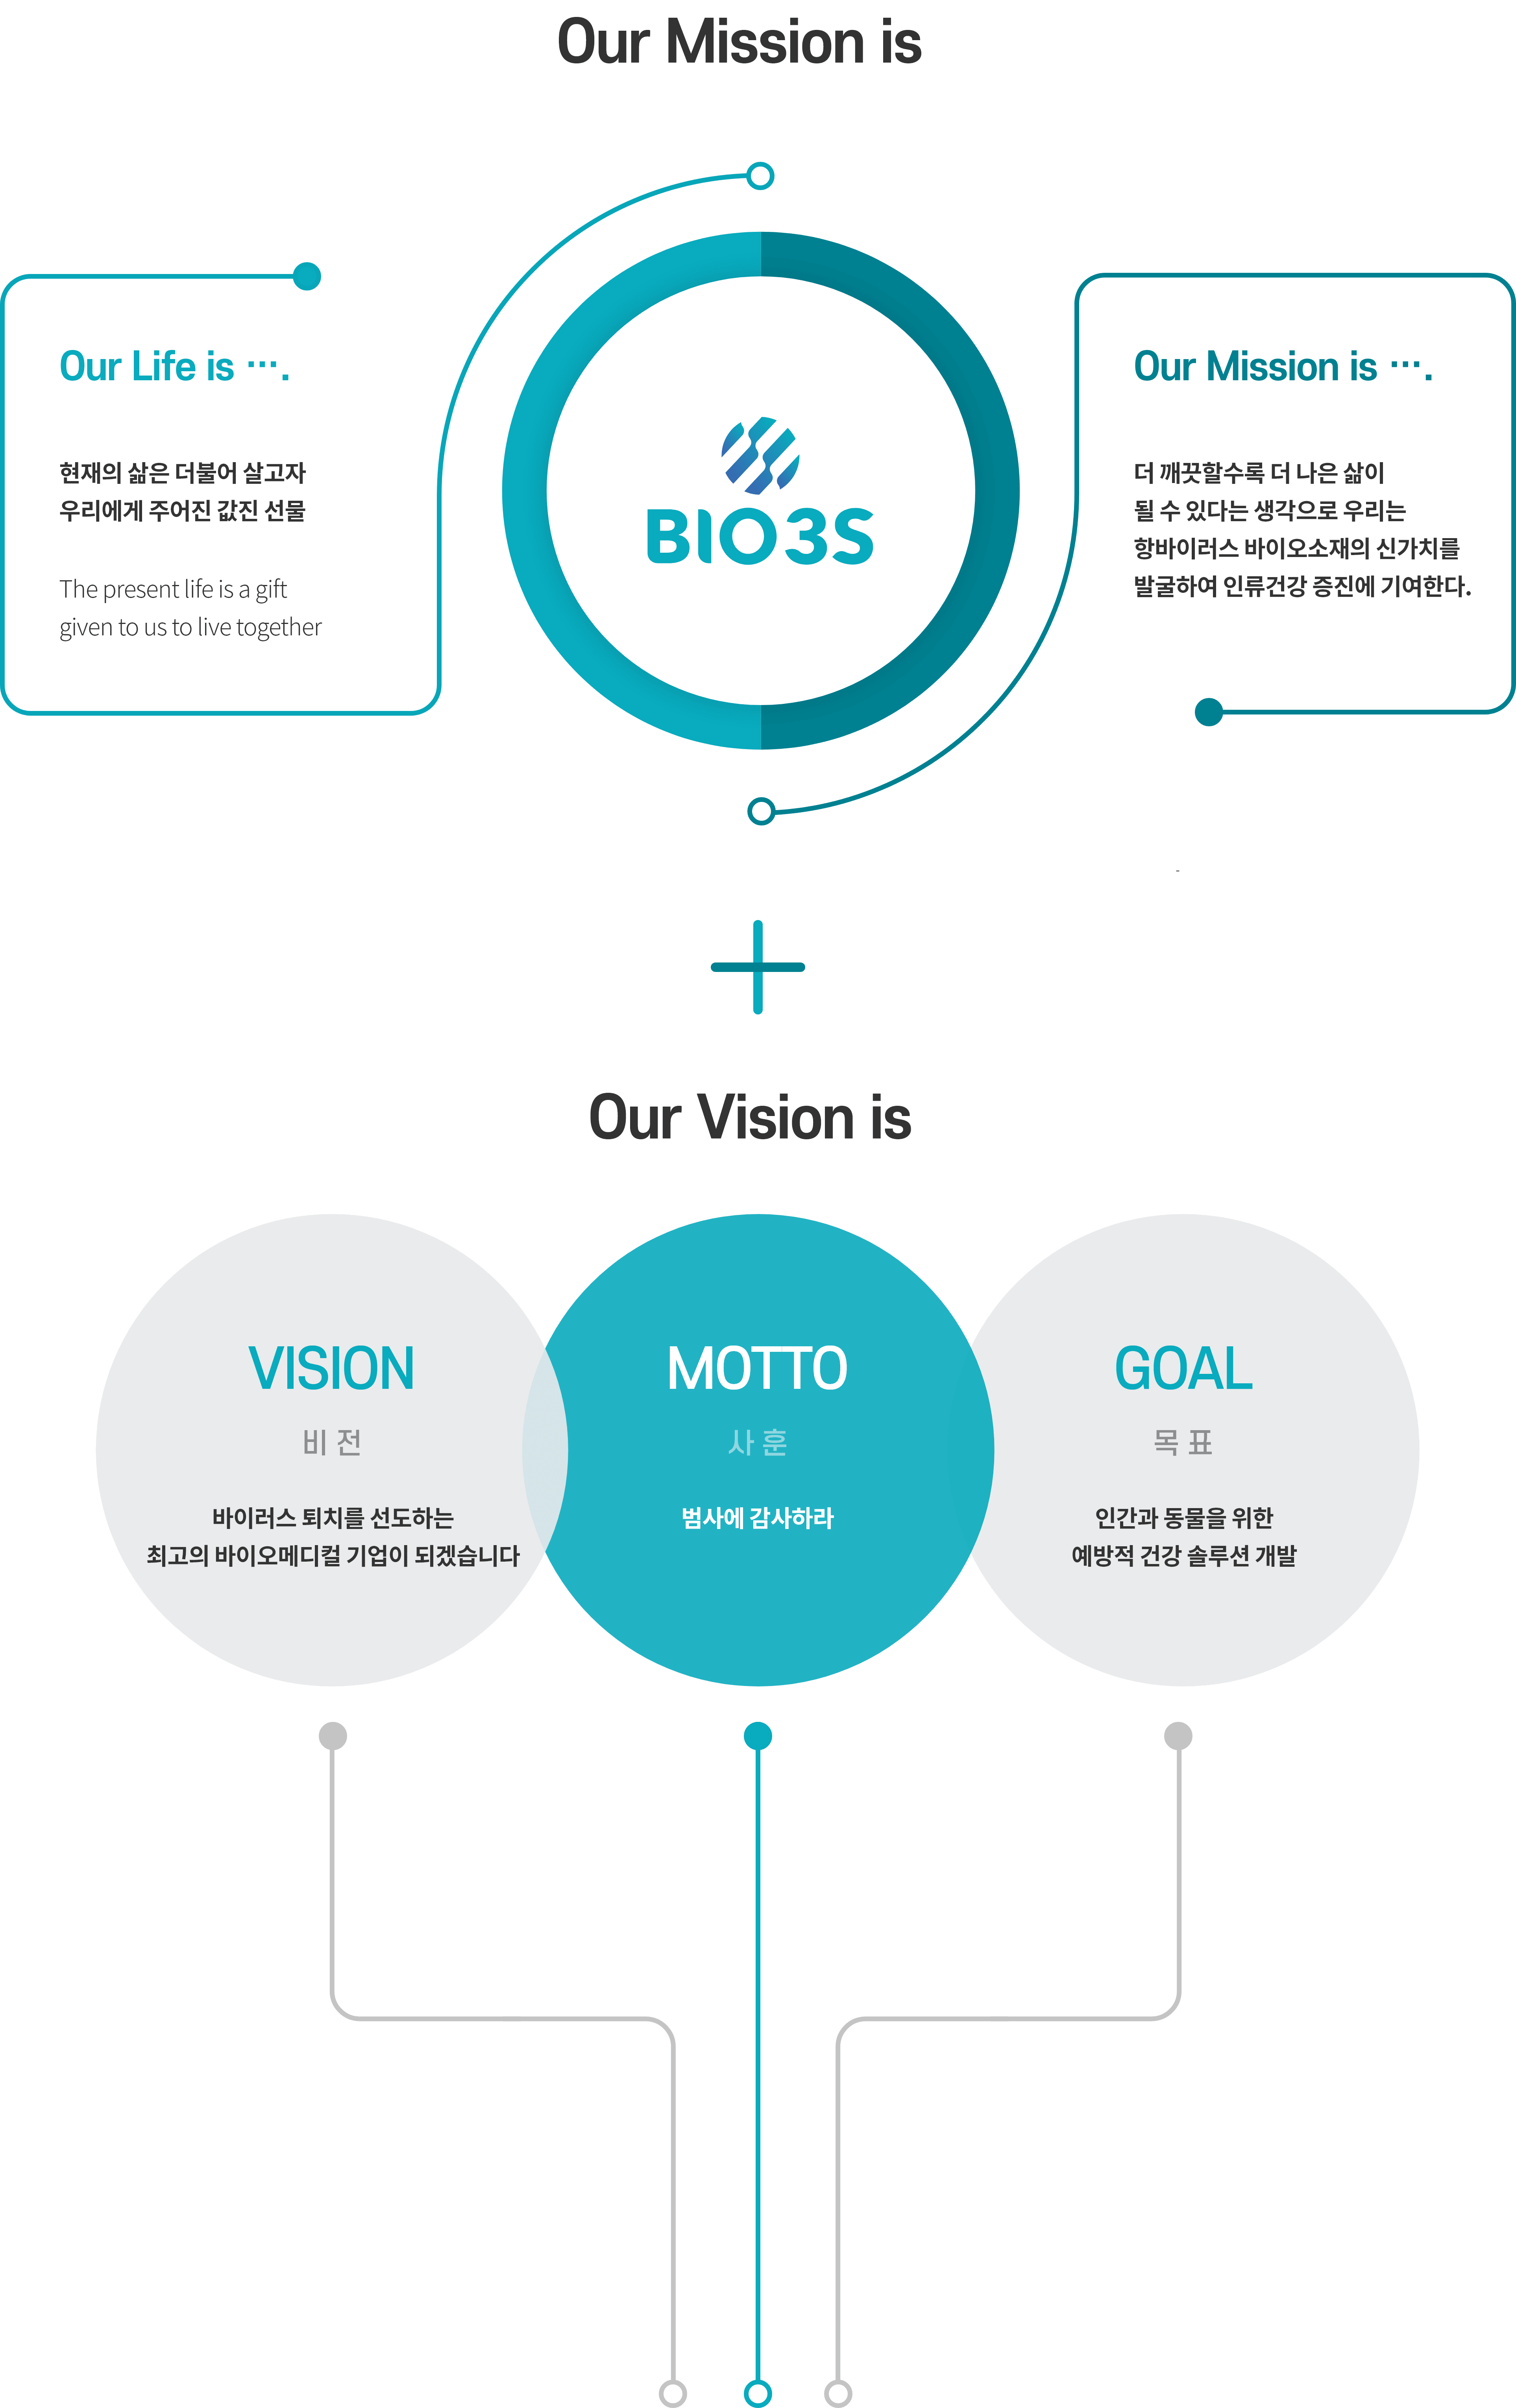 Our Mission is
Our Life is ….
현재의 삶은 더불어 살고자
우리에게 주어진 값진 선물
The present life is a gift
given to us to live together
BIO3S
Our Mission is ….
더 깨끗할수록 더 나은 삶이
될 수 있다는 생각으로 우리는
항바이러스 바이오소재의 신가치를
발굴하여 인류건강 증진에 기여한다.
-
Our Vision is
VISION
비 전
바이러스 퇴치를 선도하는
최고의 바이오메디컬 기업이 되겠습니다
MOTTO
사 훈
범사에 감사하라
GOAL
목 표
인간과 동물을 위한
예방적 건강 솔루션 개발